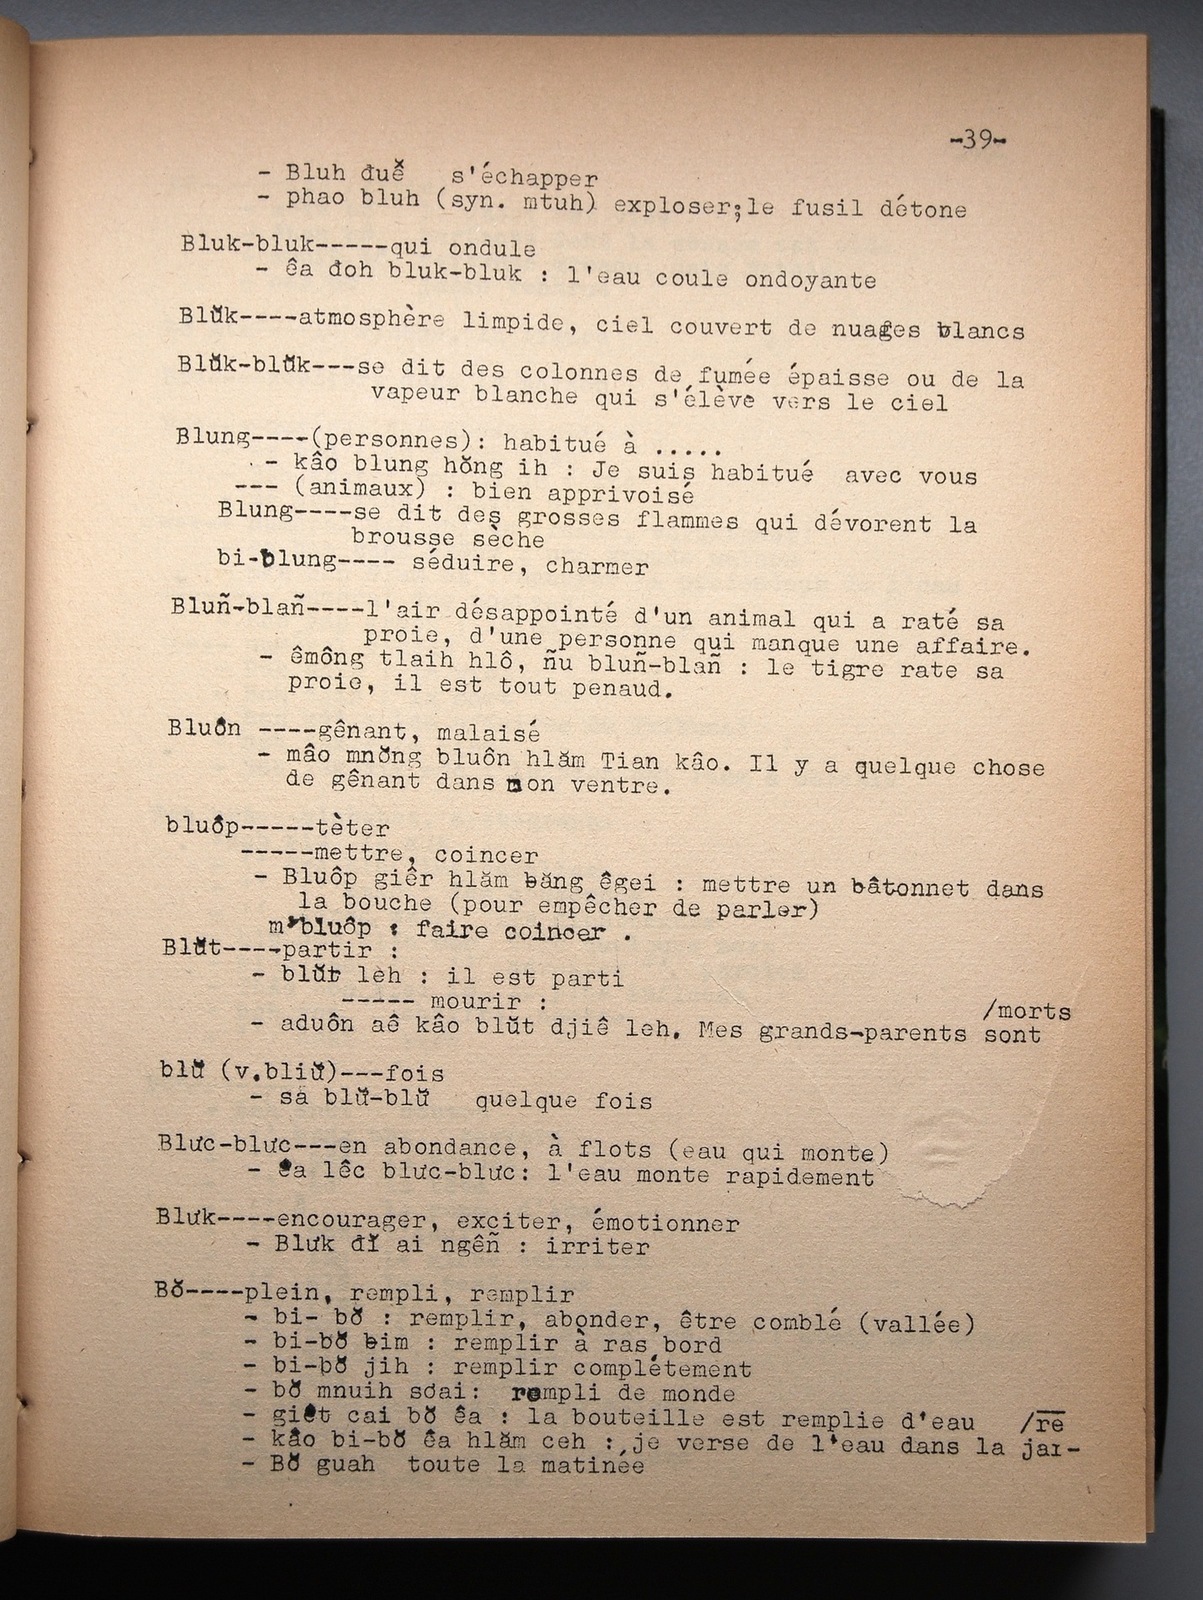 -39-
- Bluh đuê̆ s'échapper
- phao bluh (syn. mtuh) exploser; le fusil détone
Bluk-bluk-----qui ondule
- êa đoh bluk-bluk : l'eau coule ondoyante
Blŭk----atmosphère limpide, ciel couvert de nuages blancs
Blŭk-blŭk---se dit des colonnes de fumée épaisse ou de la
vapeur blanche qui s'élève vers le ciel
Blung----(personnes): habitué à .....
- kâo blung hŏng ih : Je suis habitué avec vous
--- (animaux) : bien apprivoisé
Blung----se dit des grosses flammes qui dévorent la
brousse sèche
bi-blung---- séduire, charmer
Bluñ-blañ----l'air désappointé d'un animal qui a raté sa
proie, d'une personne qui manque une affaire.
- êmông tlaih hlô, ñu bluñ-blañ : le tigre rate sa
proie, il est tout penaud.
Bluôn ----gênant, malaisé
- mâo mnŏng bluôn hlăm Tian kâo. Il y a quelque chose
de gênant dans mon ventre.
bluôp-----tèter
-----mettre, coincer
- Bluôp giêr hlăm ƀăng êgei : mettre un bâtonnet dans
la bouche (pour empêcher de parler)
m'bluôp : faire coincer .
Blŭt----partir :
- blŭt leh : il est parti
----- mourir : /morts
- aduôn aê kâo blŭt djiê leh. Mes grands-parents sont
blư̆ (v.bliư̆)---fois
- sa blư̆-blư̆ quelque fois
Blưc-blưc---en abondance, à flots (eau qui monte)
- êa lêc blưc-blưc: l'eau monte rapidement
Blưk----encourager, exciter, émotionner
- Blưk đĭ ai ngêñ : irriter
Bŏ----plein, rempli, remplir
- bi- bŏ : remplir, abonder, être comblé (vallée)
- bi-bŏ ƀim : remplir à ras bord
- bi-bŏ jih : remplir complétement
- bŏ mnuih sdai: rempli de monde
- giêt cai bŏ êa : la bouteille est remplie d'eau /re
- kâo bi-bŏ êa hlăm ceh : je verse de l'eau dans la jar-
- Bŏ guah toute la matinée